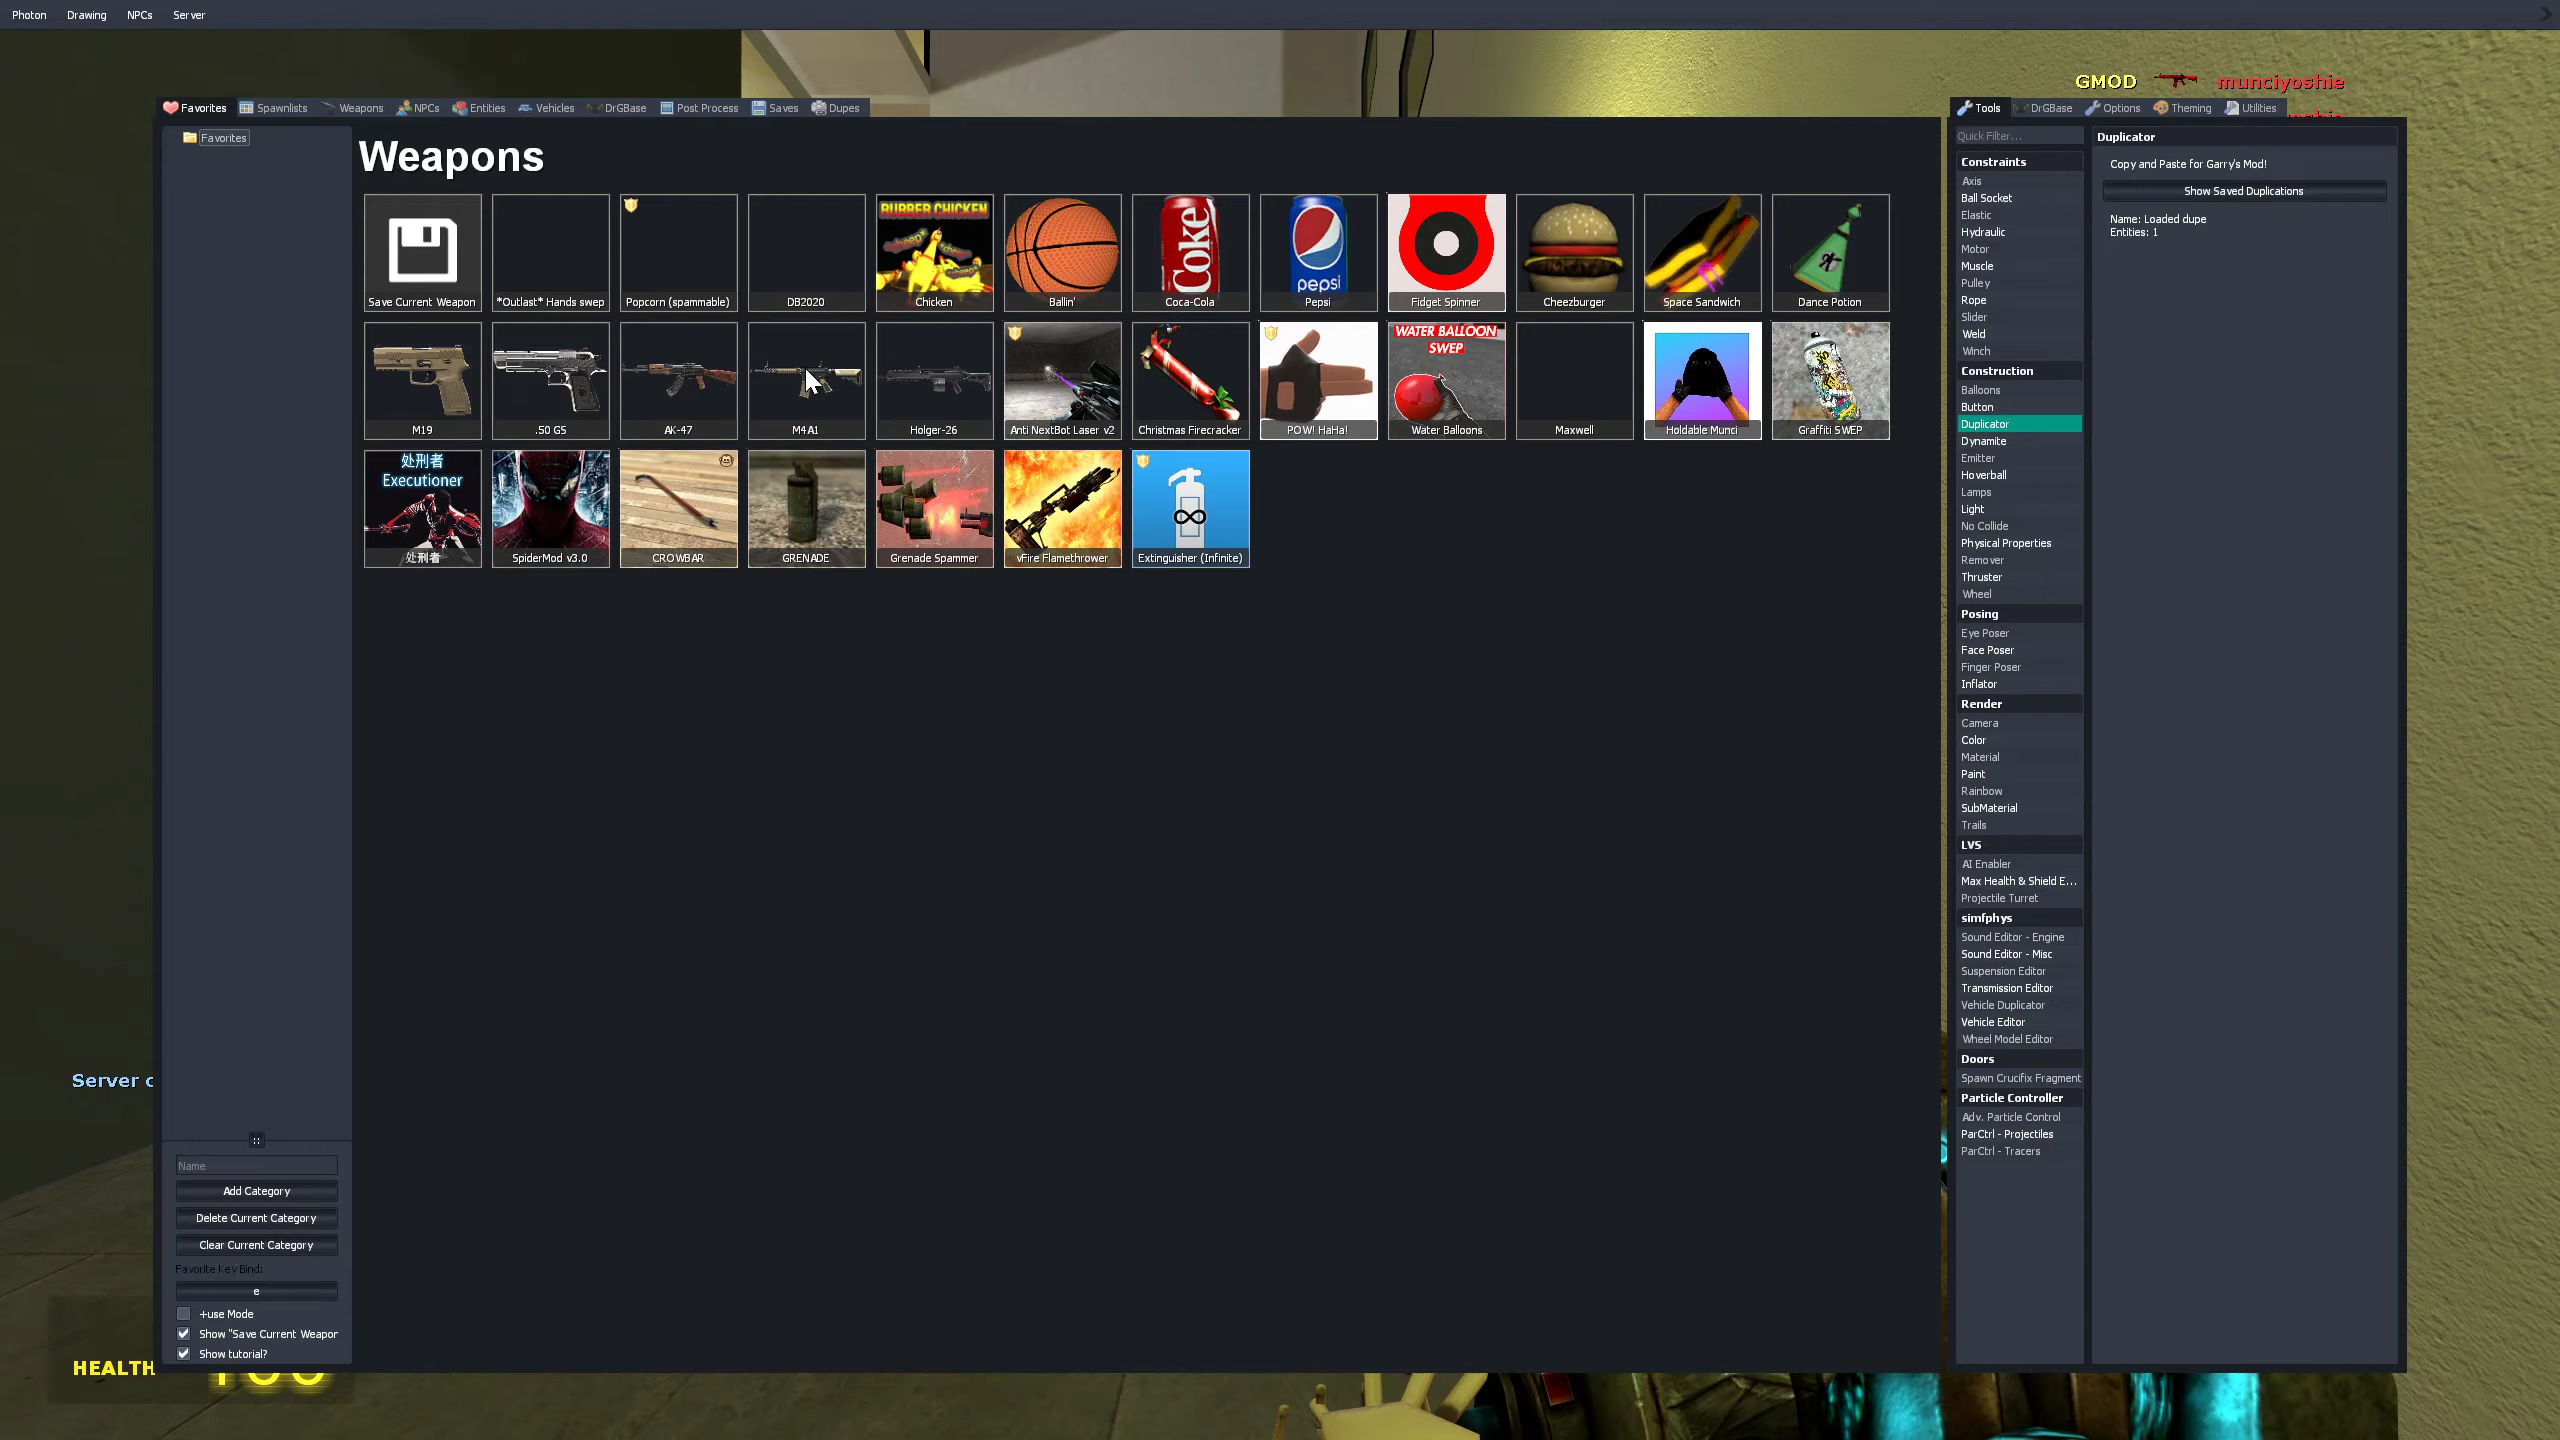 Photon Drawing NPCs Server
GMOD munciyoshie
Favorites Spawnlists Weapons NPCs Entities Vehicles DrGBase Post Process Saves Dupes
Favorites
Weapons
RUBBER CHICKEN
Coke
pepsi
Save Current Weapon
*Outlast* Hands swep
Popcorn (spammable)
DB2020
Chicken
Ballin'
Coca-Cola
Pepsi
Fidget Spinner
Cheezburger
Space Sandwich
Dance Potion
WATER BALLOON
SWEP
M19
.50 GS
AK-47
M4A1
Holger-26
Anti NextBot Laser v2
Christmas Firecracker
POW! HaHa!
Water Balloons
Maxwell
Holdable Munci
Graffiti SWEP
处刑者
Executioner
处刑者
SpiderMod v3.0
CROWBAR
GRENADE
Grenade Spammer
vFire Flamethrower
Extinguisher (Infinite)
Server c
Name
Add Category
Delete Current Category
Clear Current Category
Favorite Key Bind:
e
+use Mode
Show "Save Current Weapon
Show tutorial?
HEALTH
Tools DrGBase Options Theming Utilities
Quick Filter...
Constraints
Axis
Ball Socket
Elastic
Hydraulic
Motor
Muscle
Pulley
Rope
Slider
Weld
Winch
Construction
Balloons
Button
Duplicator
Dynamite
Emitter
Hoverball
Lamps
Light
No Collide
Physical Properties
Remover
Thruster
Wheel
Posing
Eye Poser
Face Poser
Finger Poser
Inflator
Render
Camera
Color
Material
Paint
Rainbow
SubMaterial
Trails
LVS
AI Enabler
Max Health & Shield E...
Projectile Turret
simfphys
Sound Editor - Engine
Sound Editor - Misc
Suspension Editor
Transmission Editor
Vehicle Duplicator
Vehicle Editor
Wheel Model Editor
Doors
Spawn Crucifix Fragment
Particle Controller
Adv. Particle Control
ParCtrl - Projectiles
ParCtrl - Tracers
Duplicator
Copy and Paste for Garry's Mod!
Show Saved Duplications
Name: Loaded dupe
Entities: 1